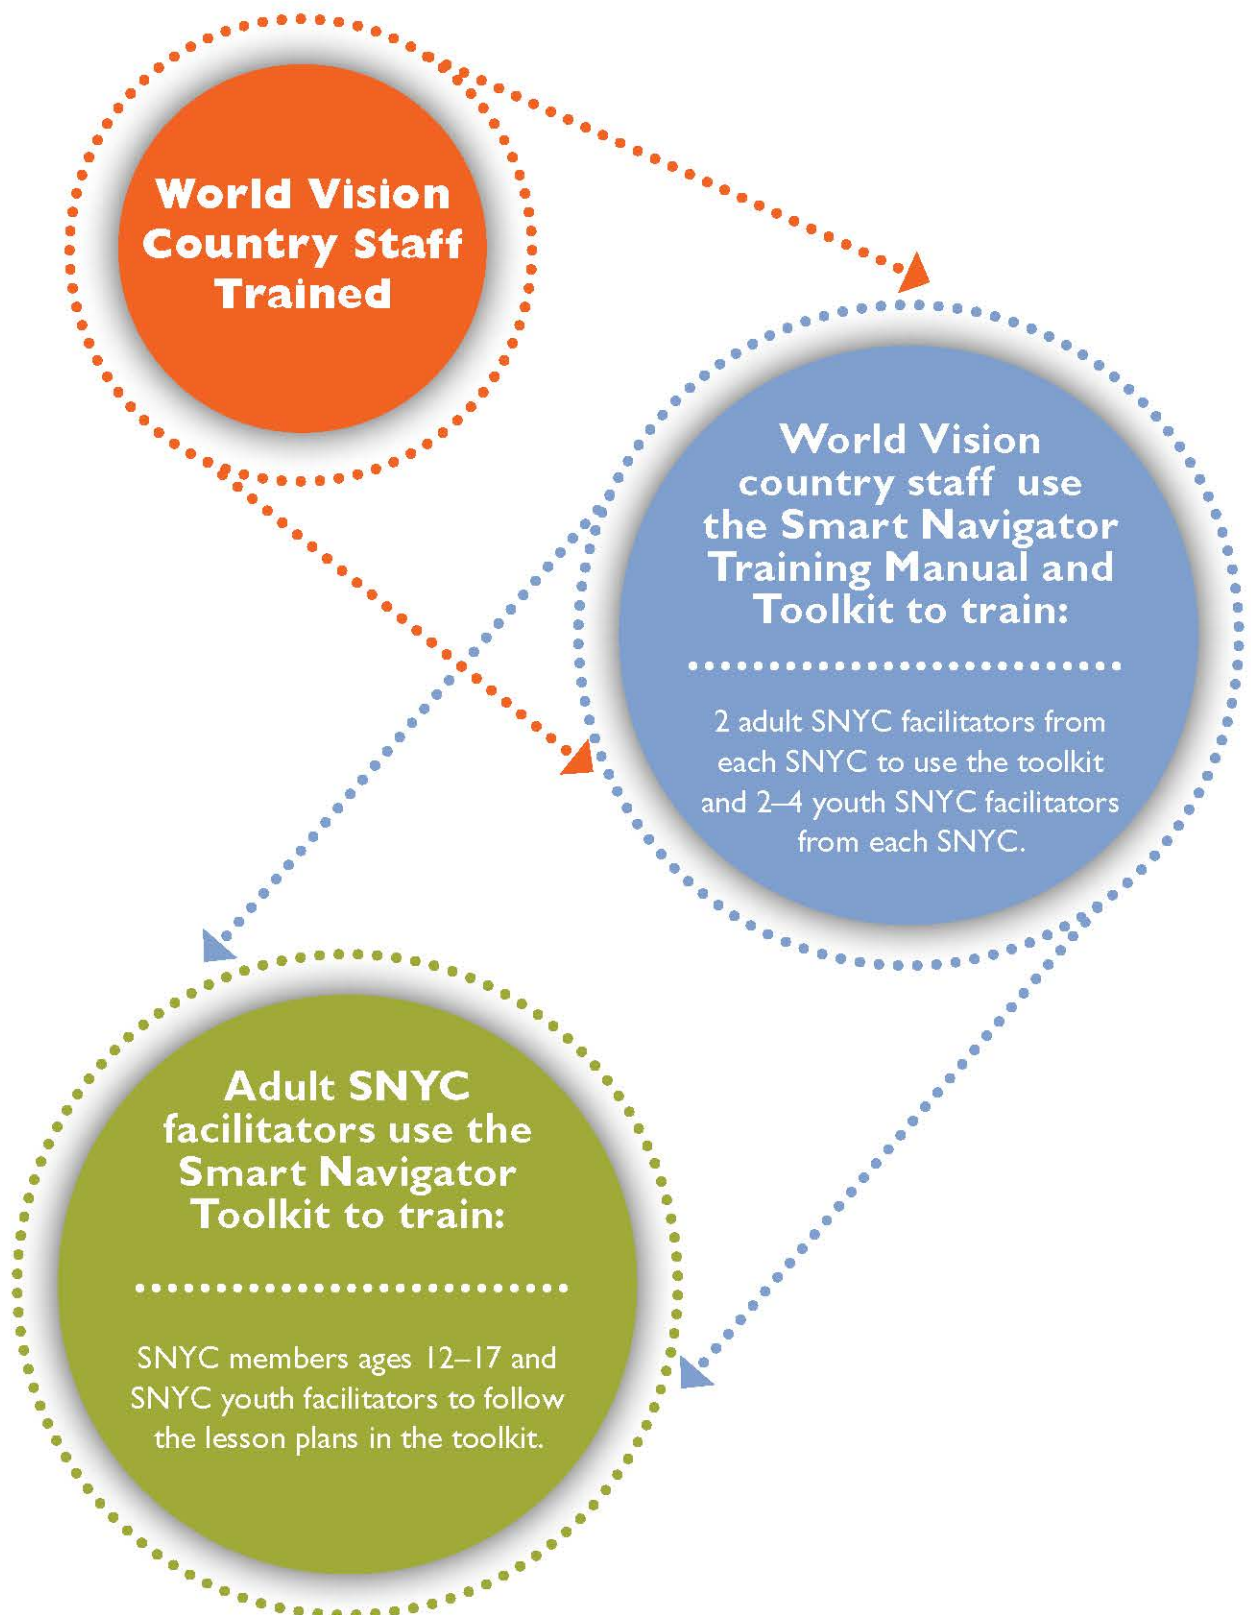 World Vision
Country Staff
Trained
World Vision
country staff use
the Smart Navigator
Training Manual and
Toolkit to train:
2 adult SNYC facilitators from
each SNYC to use the toolkit
and 2–4 youth SNYC facilitators
from each SNYC.
Adult SNYC
facilitators use the
Smart Navigator
Toolkit to train:
SNYC members ages 12–17 and
SNYC youth facilitators to follow
the lesson plans in the toolkit.